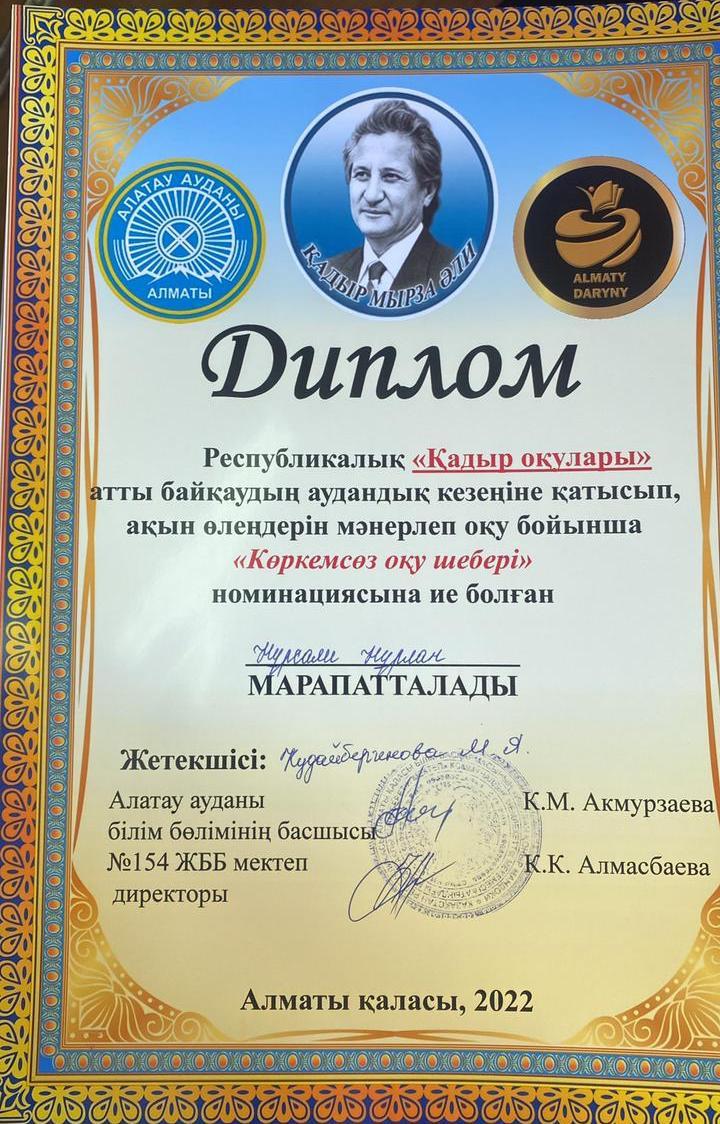 АЛАТАУ АУДАНЫ
АЛМАТЫ
ҚАДЫР МЫРЗА ӘЛИ
ALMATY
DARYNY
Диплом
Республикалық «Қадыр оқулары»
атты байқаудың аудандық кезеңіне қатысып,
ақын өлеңдерін мәнерлеп оқу бойынша
«Көркемсөз оқу шебері»
номинациясына ие болған
Нұрсали Нұрлан
МАРАПАТТАЛАДЫ
Жетекшісі: Кудайбергенова М.Я.
Алатау ауданы
білім бөлімінің басшысы К.М. Акмурзаева
№154 ЖББ мектеп
директоры К.К. Алмасбаева
Алматы қаласы, 2022